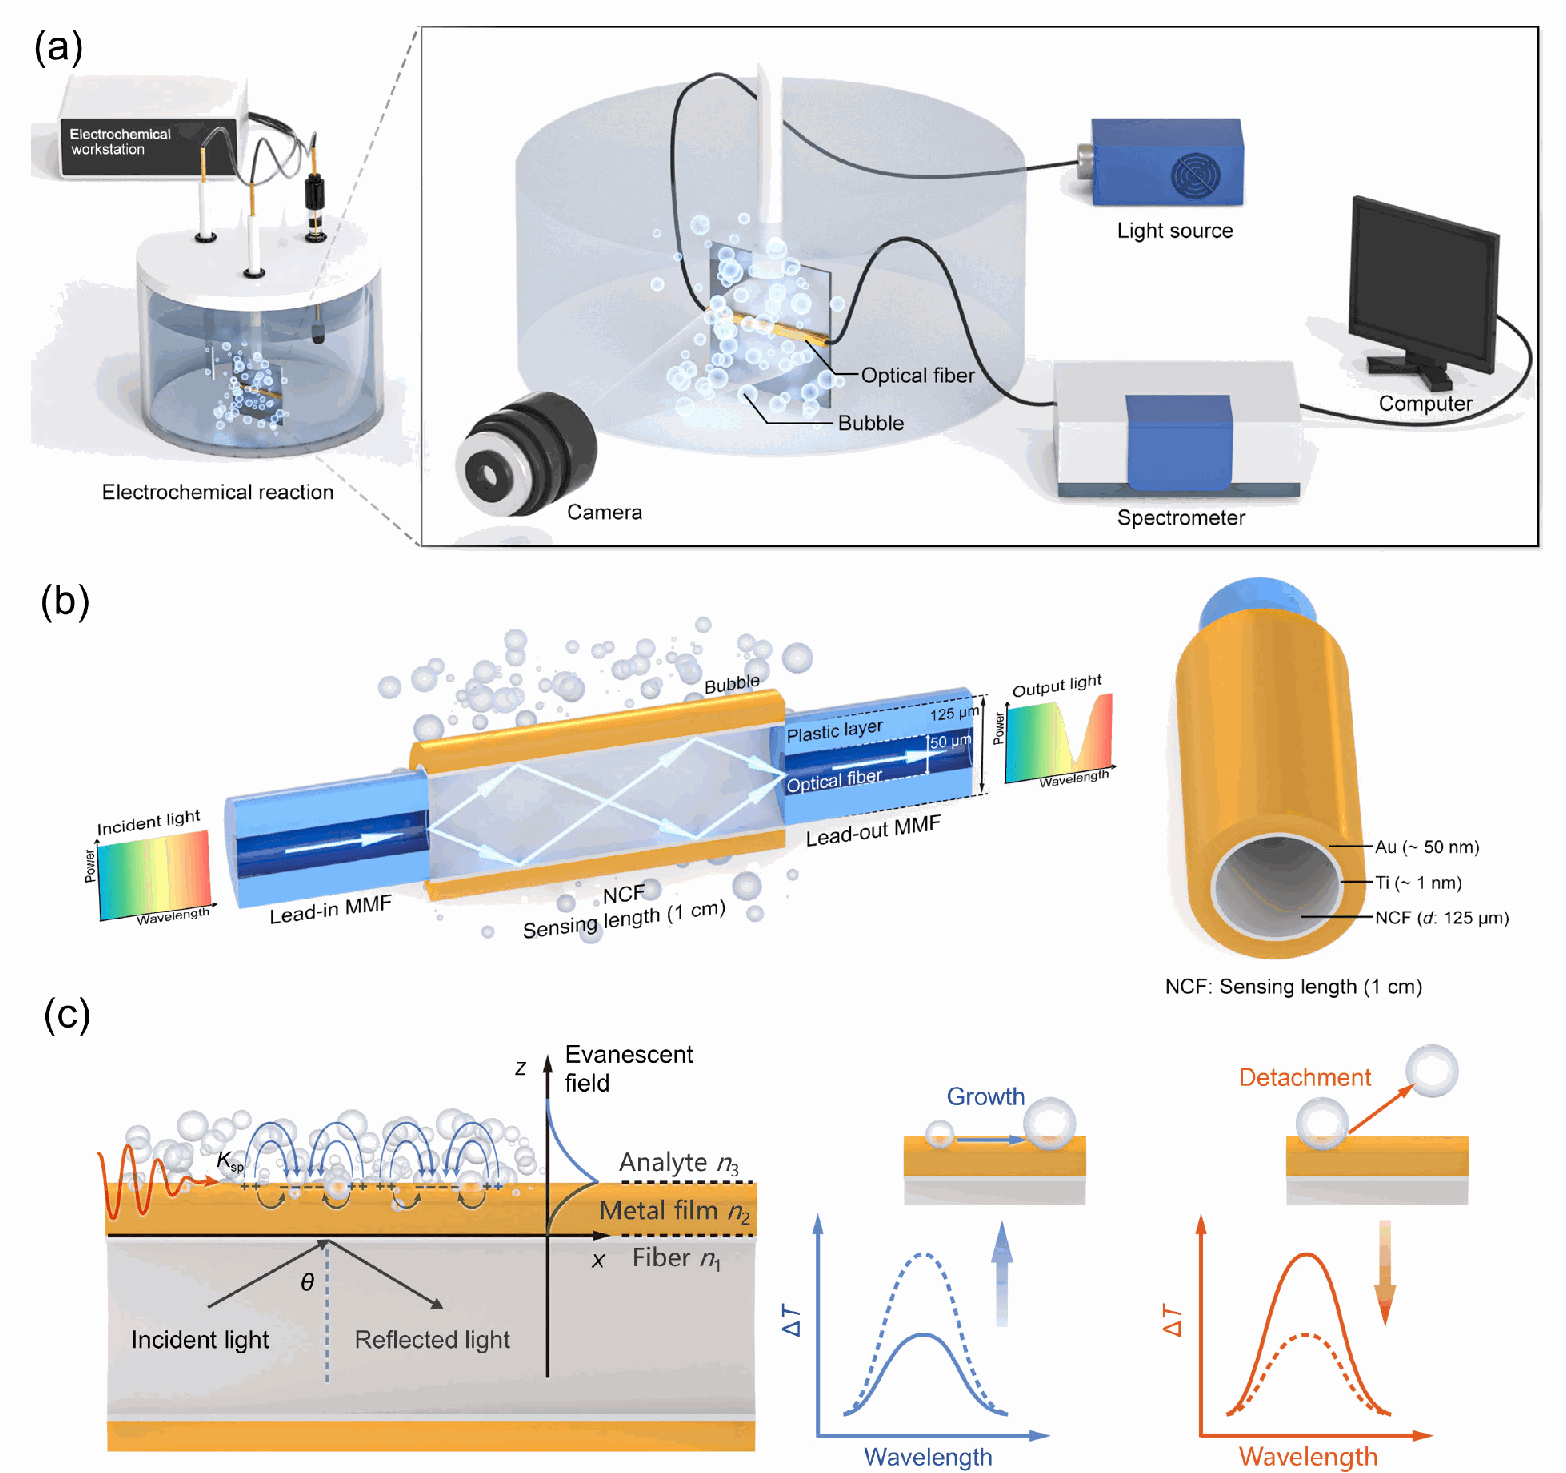 (a)
Electrochemical
workstation
Electrochemical reaction
Light source
Optical fiber
Bubble
Camera
Computer
Spectrometer
(b)
Bubble
Plastic layer
125 μm
50 μm
Optical fiber
Lead-out MMF
Output light
Power
Wavelength
Incident light
Power
Wavelength
Lead-in MMF
NCF
Sensing length (1 cm)
Au (~ 50 nm)
Ti (~ 1 nm)
NCF (d: 125 μm)
NCF: Sensing length (1 cm)
(c)
z
Evanescent
field
Ksp
++ ---- ++ ---- ++
Analyte n3
Metal film n2
x
Fiber n1
θ
Incident light
Reflected light
Growth
ΔT
Wavelength
Detachment
ΔT
Wavelength